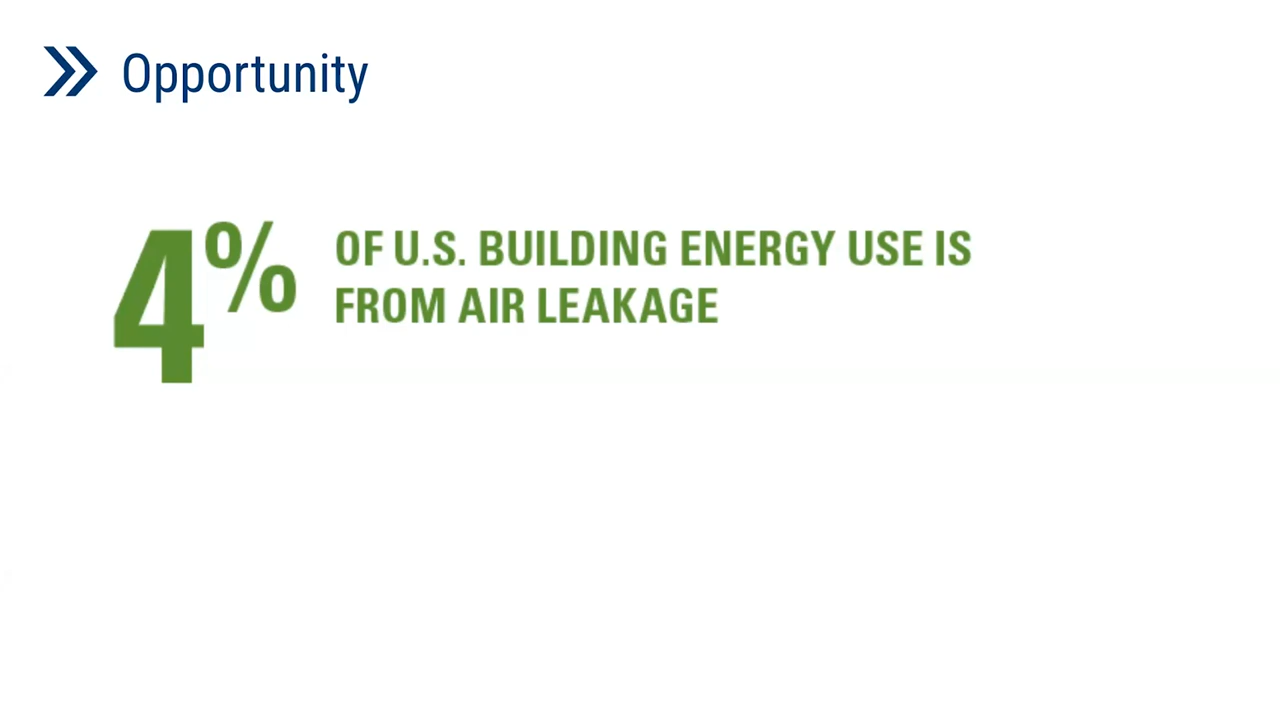 Opportunity
4% OF U.S. BUILDING ENERGY USE IS
FROM AIR LEAKAGE